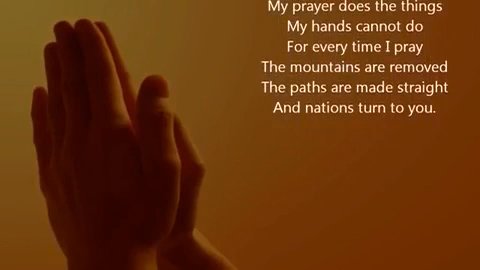 My prayer does the things
My hands cannot do
For every time I pray
The mountains are removed
The paths are made straight
And nations turn to you.